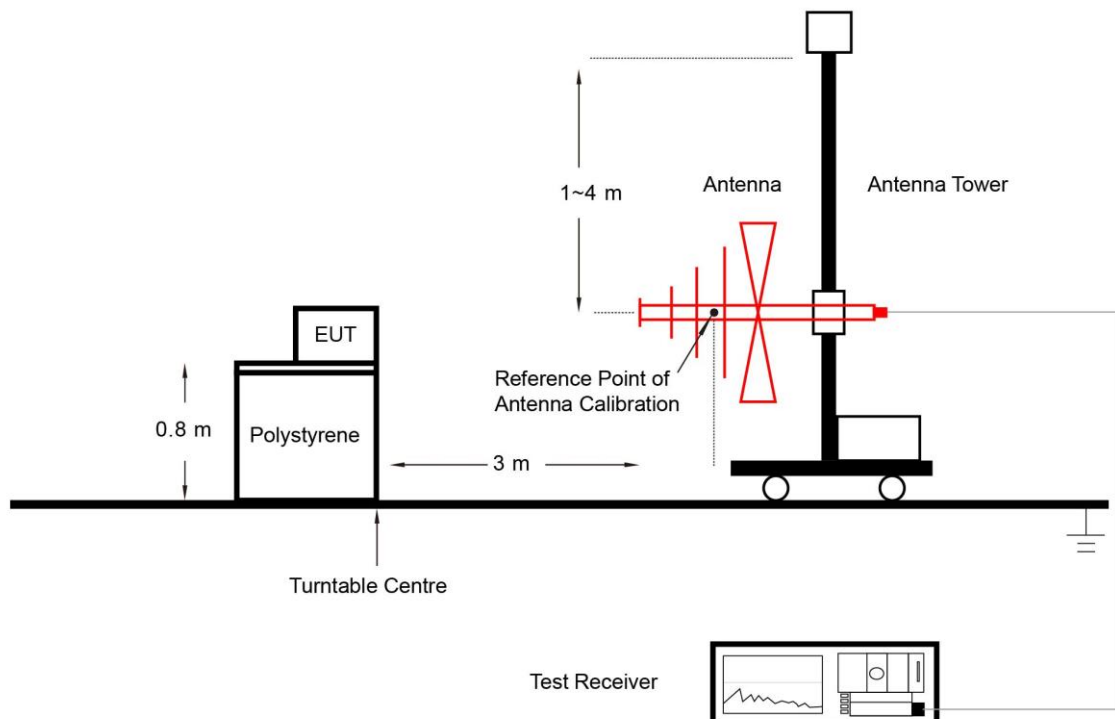 1~4 m
Antenna
Antenna Tower
EUT
Reference Point of
Antenna Calibration
0.8 m
Polystyrene
3 m
Turntable Centre
Test Receiver